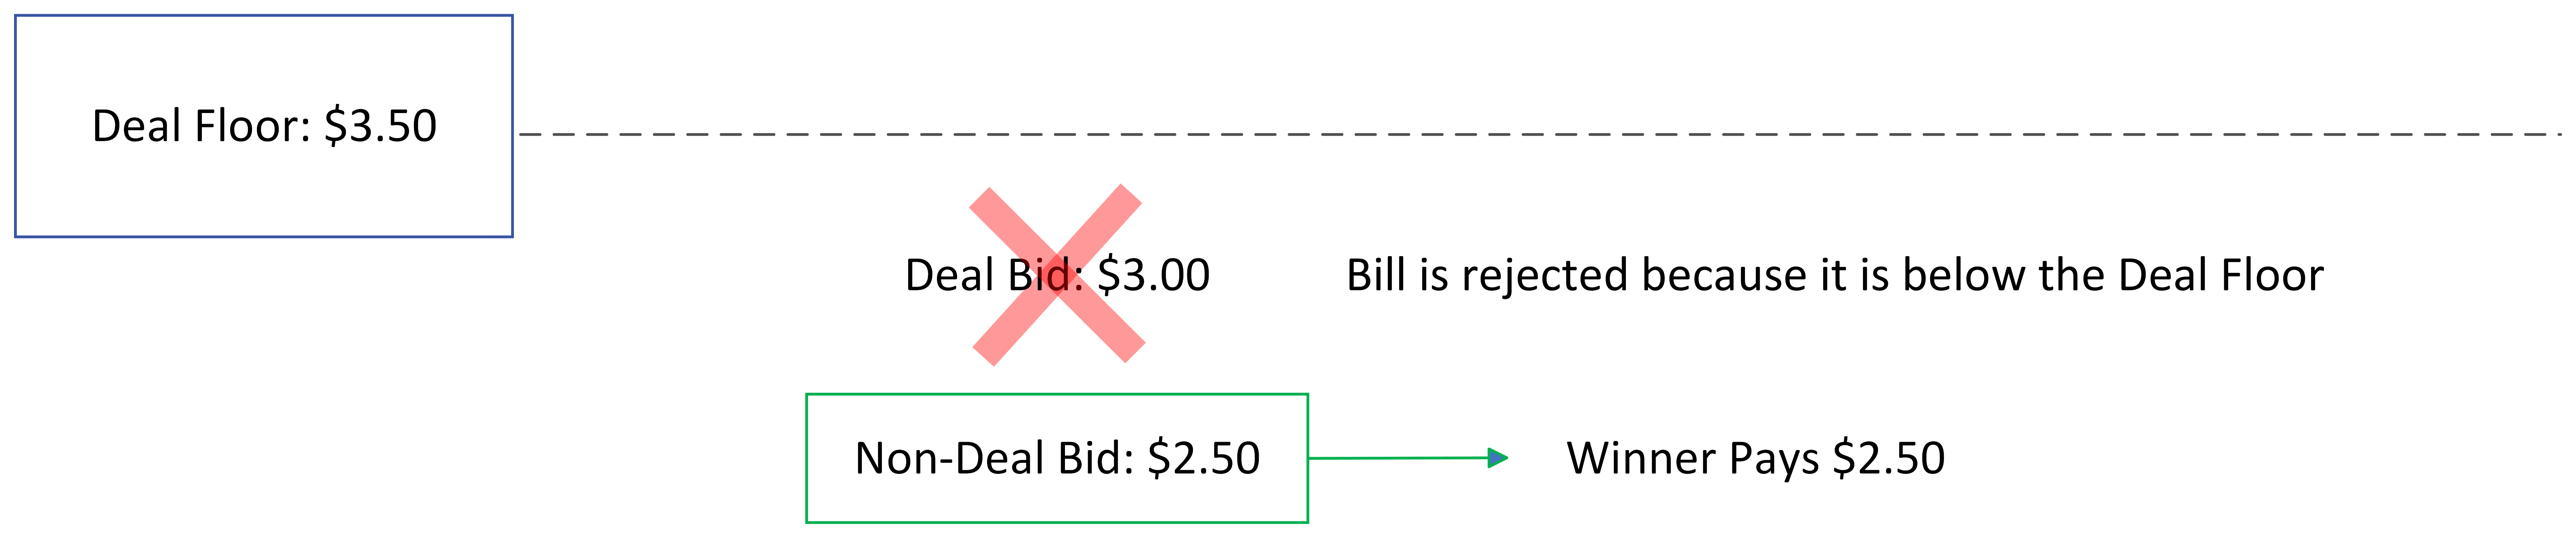 Deal Floor: $3.50
Deal Bid: $3.00
Bill is rejected because it is below the Deal Floor
Non-Deal Bid: $2.50
Winner Pays $2.50